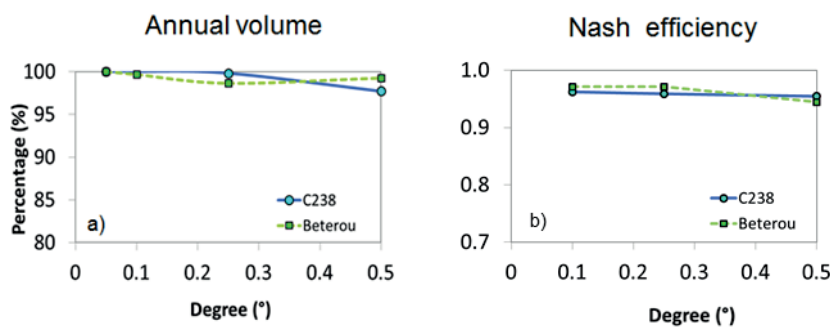 Annual volume
Percentage (%)
100
95
90
85
80
a)
C238
Beterou
0
0.1
0.2
0.3
0.4
0.5
Degree (°)
Nash efficiency
1.0
0.9
0.8
0.7
b)
C238
Beterou
0
0.1
0.2
0.3
0.4
0.5
Degree (°)